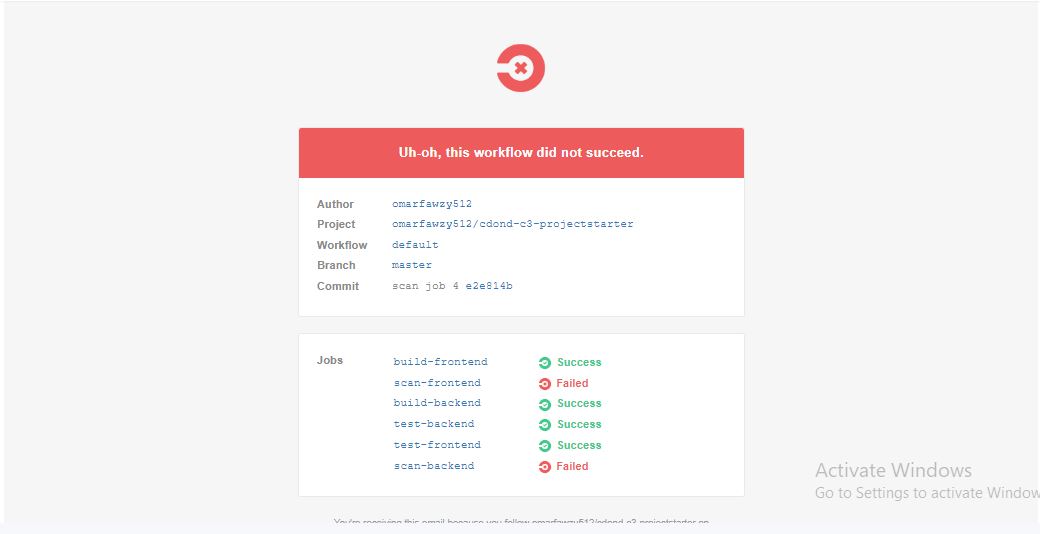 Uh-oh, this workflow did not succeed.
Author omarfawzy512
Project omarfawzy512/cdond-c3-projectstarter
Workflow default
Branch master
Commit scan job 4 e2e814b
Jobs build-frontend Success
scan-frontend Failed
build-backend Success
test-backend Success
test-frontend Success
scan-backend Failed
Activate Windows
Go to Settings to activate Window
You're receiving this email because you follow omarfawzy512/cdond-c3-projectstarter on